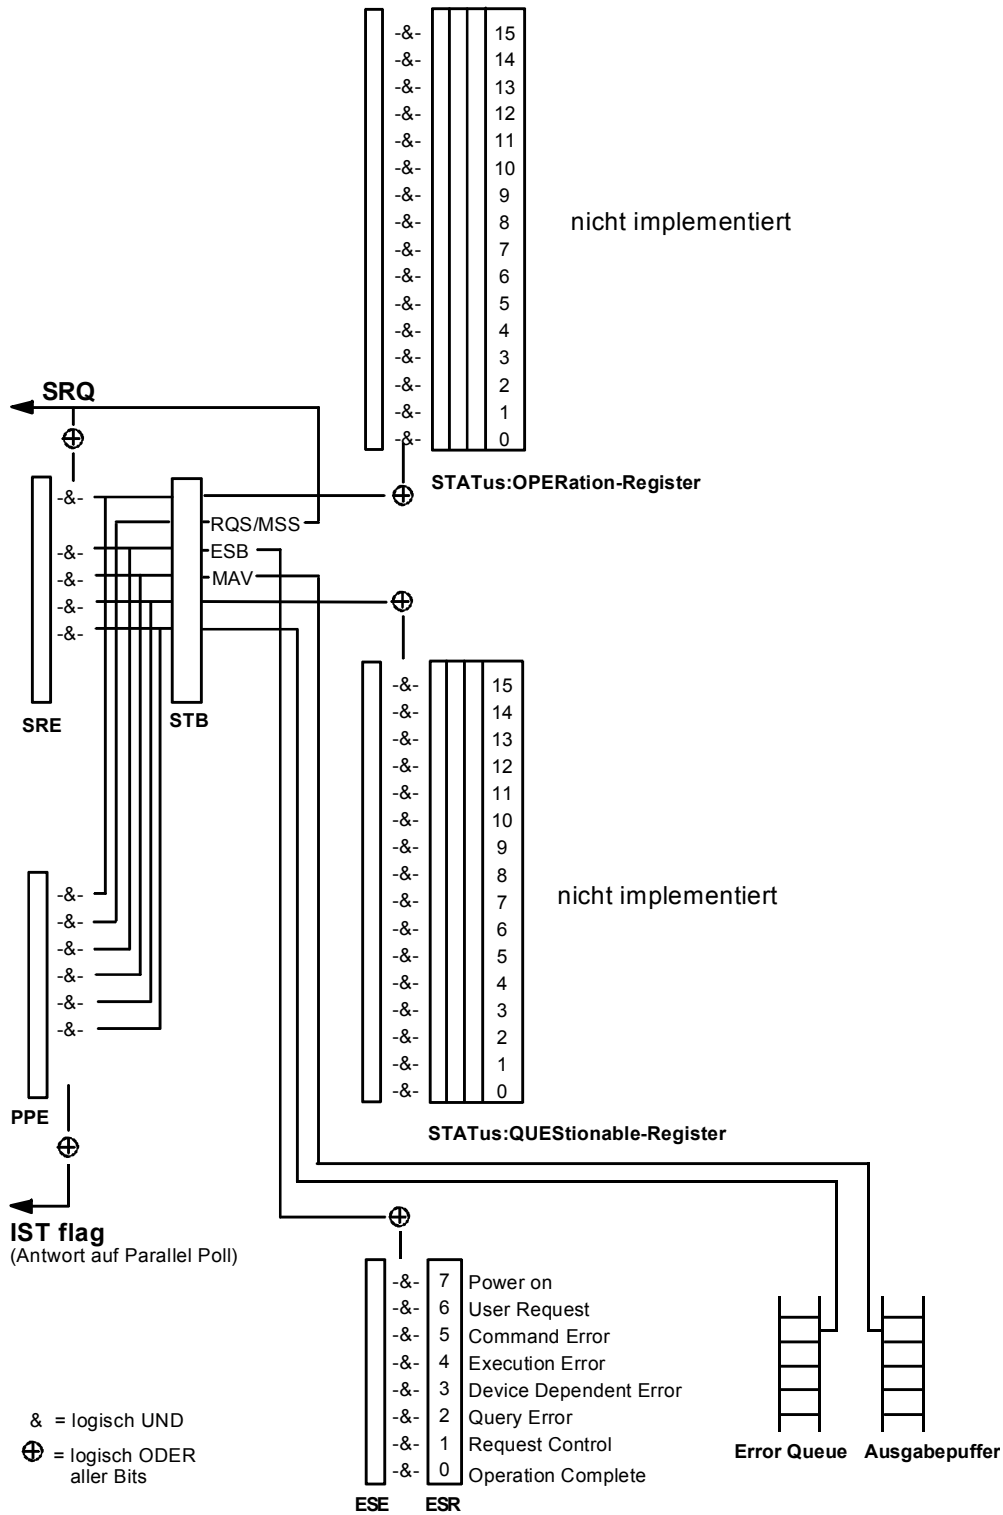 -&- 15
-&- 14
-&- 13
-&- 12
-&- 11
-&- 10
-&- 9
-&- 8
nicht implementiert
-&- 7
-&- 6
-&- 5
-&- 4
-&- 3
-&- 2
-&- 1
-&- 0
STATus:OPERation-Register
SRQ
-&-
RQS/MSS
-&-
ESB
-&-
MAV
-&-
-&-
SRE
STB
-&- 15
-&- 14
-&- 13
-&- 12
-&- 11
-&- 10
-&- 9
-&- 8
nicht implementiert
-&- 7
-&- 6
-&- 5
-&- 4
-&- 3
-&- 2
-&- 1
-&- 0
STATus:QUEStionable-Register
-&-
-&-
-&-
-&-
-&-
-&-
PPE
IST flag
(Antwort auf Parallel Poll)
-&- 7 Power on
-&- 6 User Request
-&- 5 Command Error
-&- 4 Execution Error
-&- 3 Device Dependent Error
-&- 2 Query Error
-&- 1 Request Control
-&- 0 Operation Complete
ESE
ESR
Error Queue
Ausgabepuffer
& = logisch UND
⊕ = logisch ODER
aller Bits